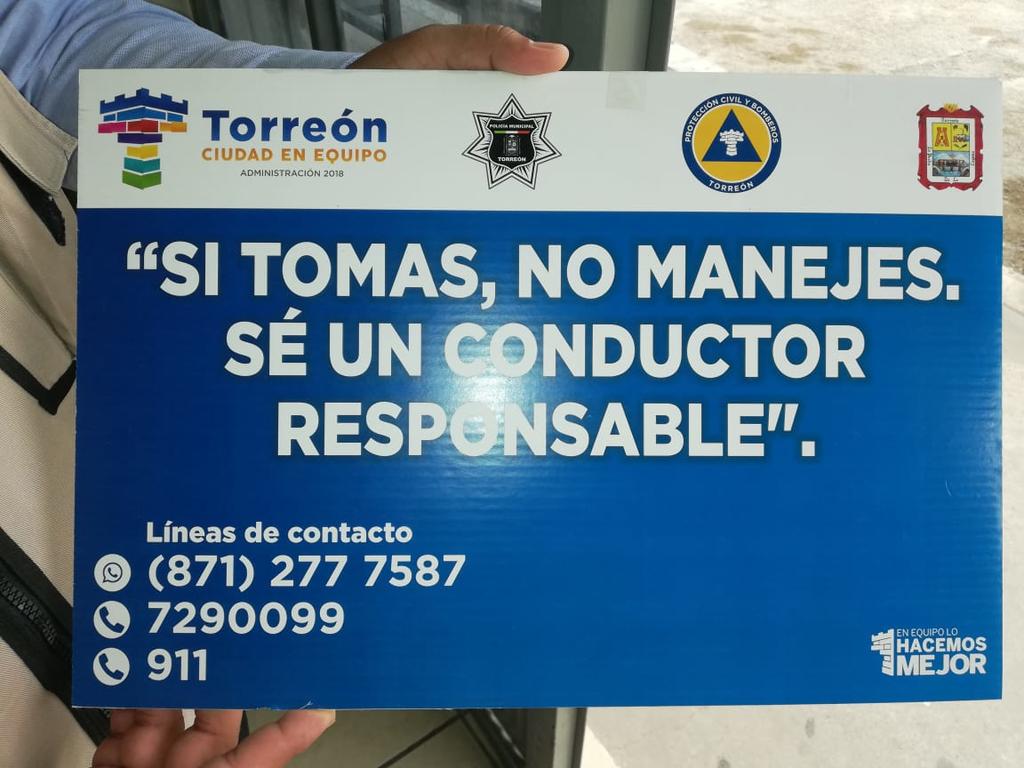 Torreón
CIUDAD EN EQUIPO
ADMINISTRACIÓN 2018
POLICÍA MUNICIPAL
TORREÓN
PROTECCIÓN CIVIL Y BOMBEROS
TORREÓN
Torreón
“SI TOMAS, NO MANEJES.
SÉ UN CONDUCTOR
RESPONSABLE".
Líneas de contacto
(871) 277 7587
7290099
911
EN EQUIPO LO
HACEMOS
MEJOR